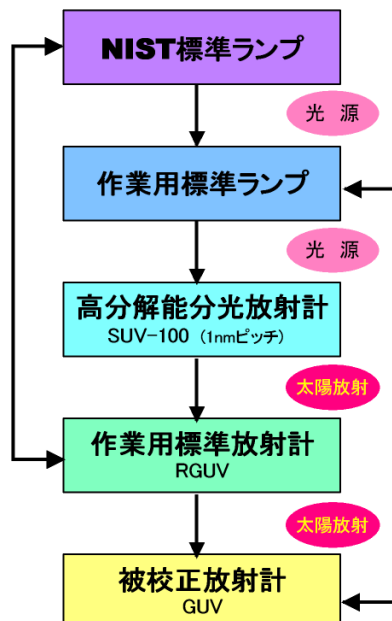 NIST標準ランプ
光 源
作業用標準ランプ
光 源
高分解能分光放射計
SUV-100 (1nmピッチ)
太陽放射
作業用標準放射計
RGUV
太陽放射
被校正放射計
GUV